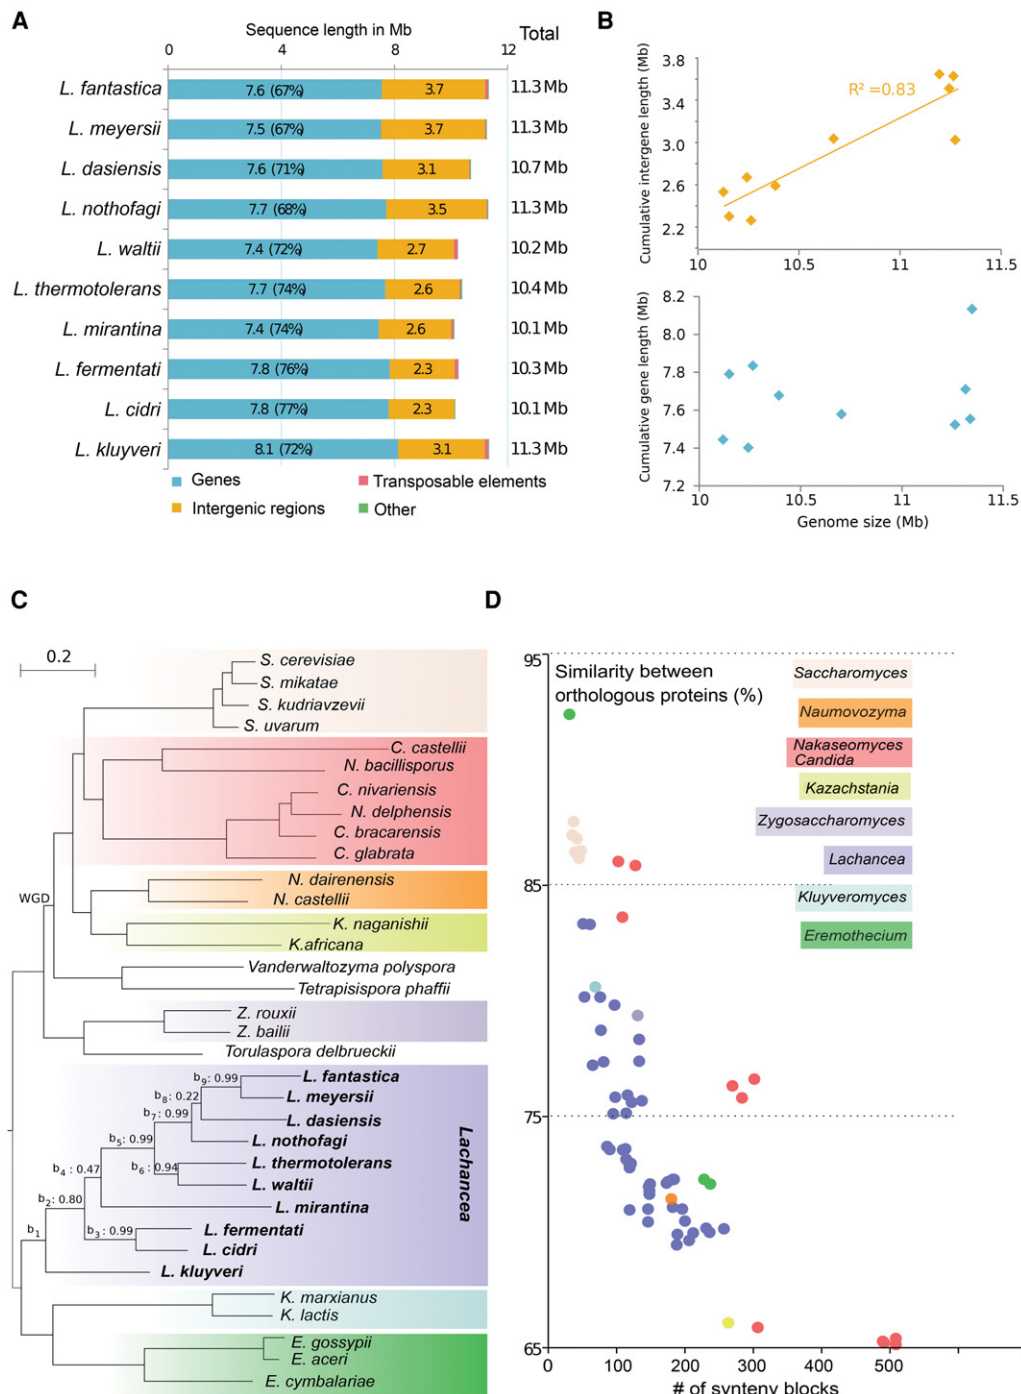 A
Sequence length in Mb
Total
0
4
8
12
L. fantastica
7.6 (67%)
3.7
11.3 Mb
L. meyersii
7.5 (67%)
3.7
11.3 Mb
L. dasiensis
7.6 (71%)
3.1
10.7 Mb
L. nothofagi
7.7 (68%)
3.5
11.3 Mb
L. waltii
7.4 (72%)
2.7
10.2 Mb
L. thermotolerans
7.7 (74%)
2.6
10.4 Mb
L. mirantina
7.4 (74%)
2.6
10.1 Mb
L. fermentati
7.8 (76%)
2.3
10.3 Mb
L. cidri
7.8 (77%)
2.3
10.1 Mb
L. kluyveri
8.1 (72%)
3.1
11.3 Mb
Genes
Transposable elements
Intergenic regions
Other
B
Cumulative intergene length (Mb)
3.8
3.4
3.0
2.6
2.2
R² =0.83
10
10.5
11
11.5
Cumulative gene length (Mb)
8.2
8.0
7.8
7.6
7.4
7.2
10
10.5
11
11.5
Genome size (Mb)
C
0.2
S. cerevisiae
S. mikatae
S. kudriavzevii
S. uvarum
C. castellii
N. bacillisporus
C. nivariensis
N. delphensis
C. bracarensis
C. glabrata
WGD
N. dairenensis
N. castellii
K. naganishii
K.africana
Vanderwaltozyma polyspora
Tetrapisispora phaffii
Z. rouxii
Z. bailii
Torulaspora delbrueckii
b9: 0.99
L. fantastica
b8: 0.22
L. meyersii
b7: 0.99
L. dasiensis
b5: 0.99
L. nothofagi
b4: 0.47
b6: 0.94
L. thermotolerans
L. waltii
b2: 0.80
L. mirantina
b1
b3: 0.99
L. fermentati
L. cidri
L. kluyveri
Lachancea
K. marxianus
K. lactis
E. gossypii
E. aceri
E. cymbalariae
D
95
85
75
65
Similarity between
orthologous proteins (%)
Saccharomyces
Naumovozyma
Nakaseomyces
Candida
Kazachstania
Zygosaccharomyces
Lachancea
Kluyveromyces
Eremothecium
0
100
200
300
400
500
# of synteny blocks